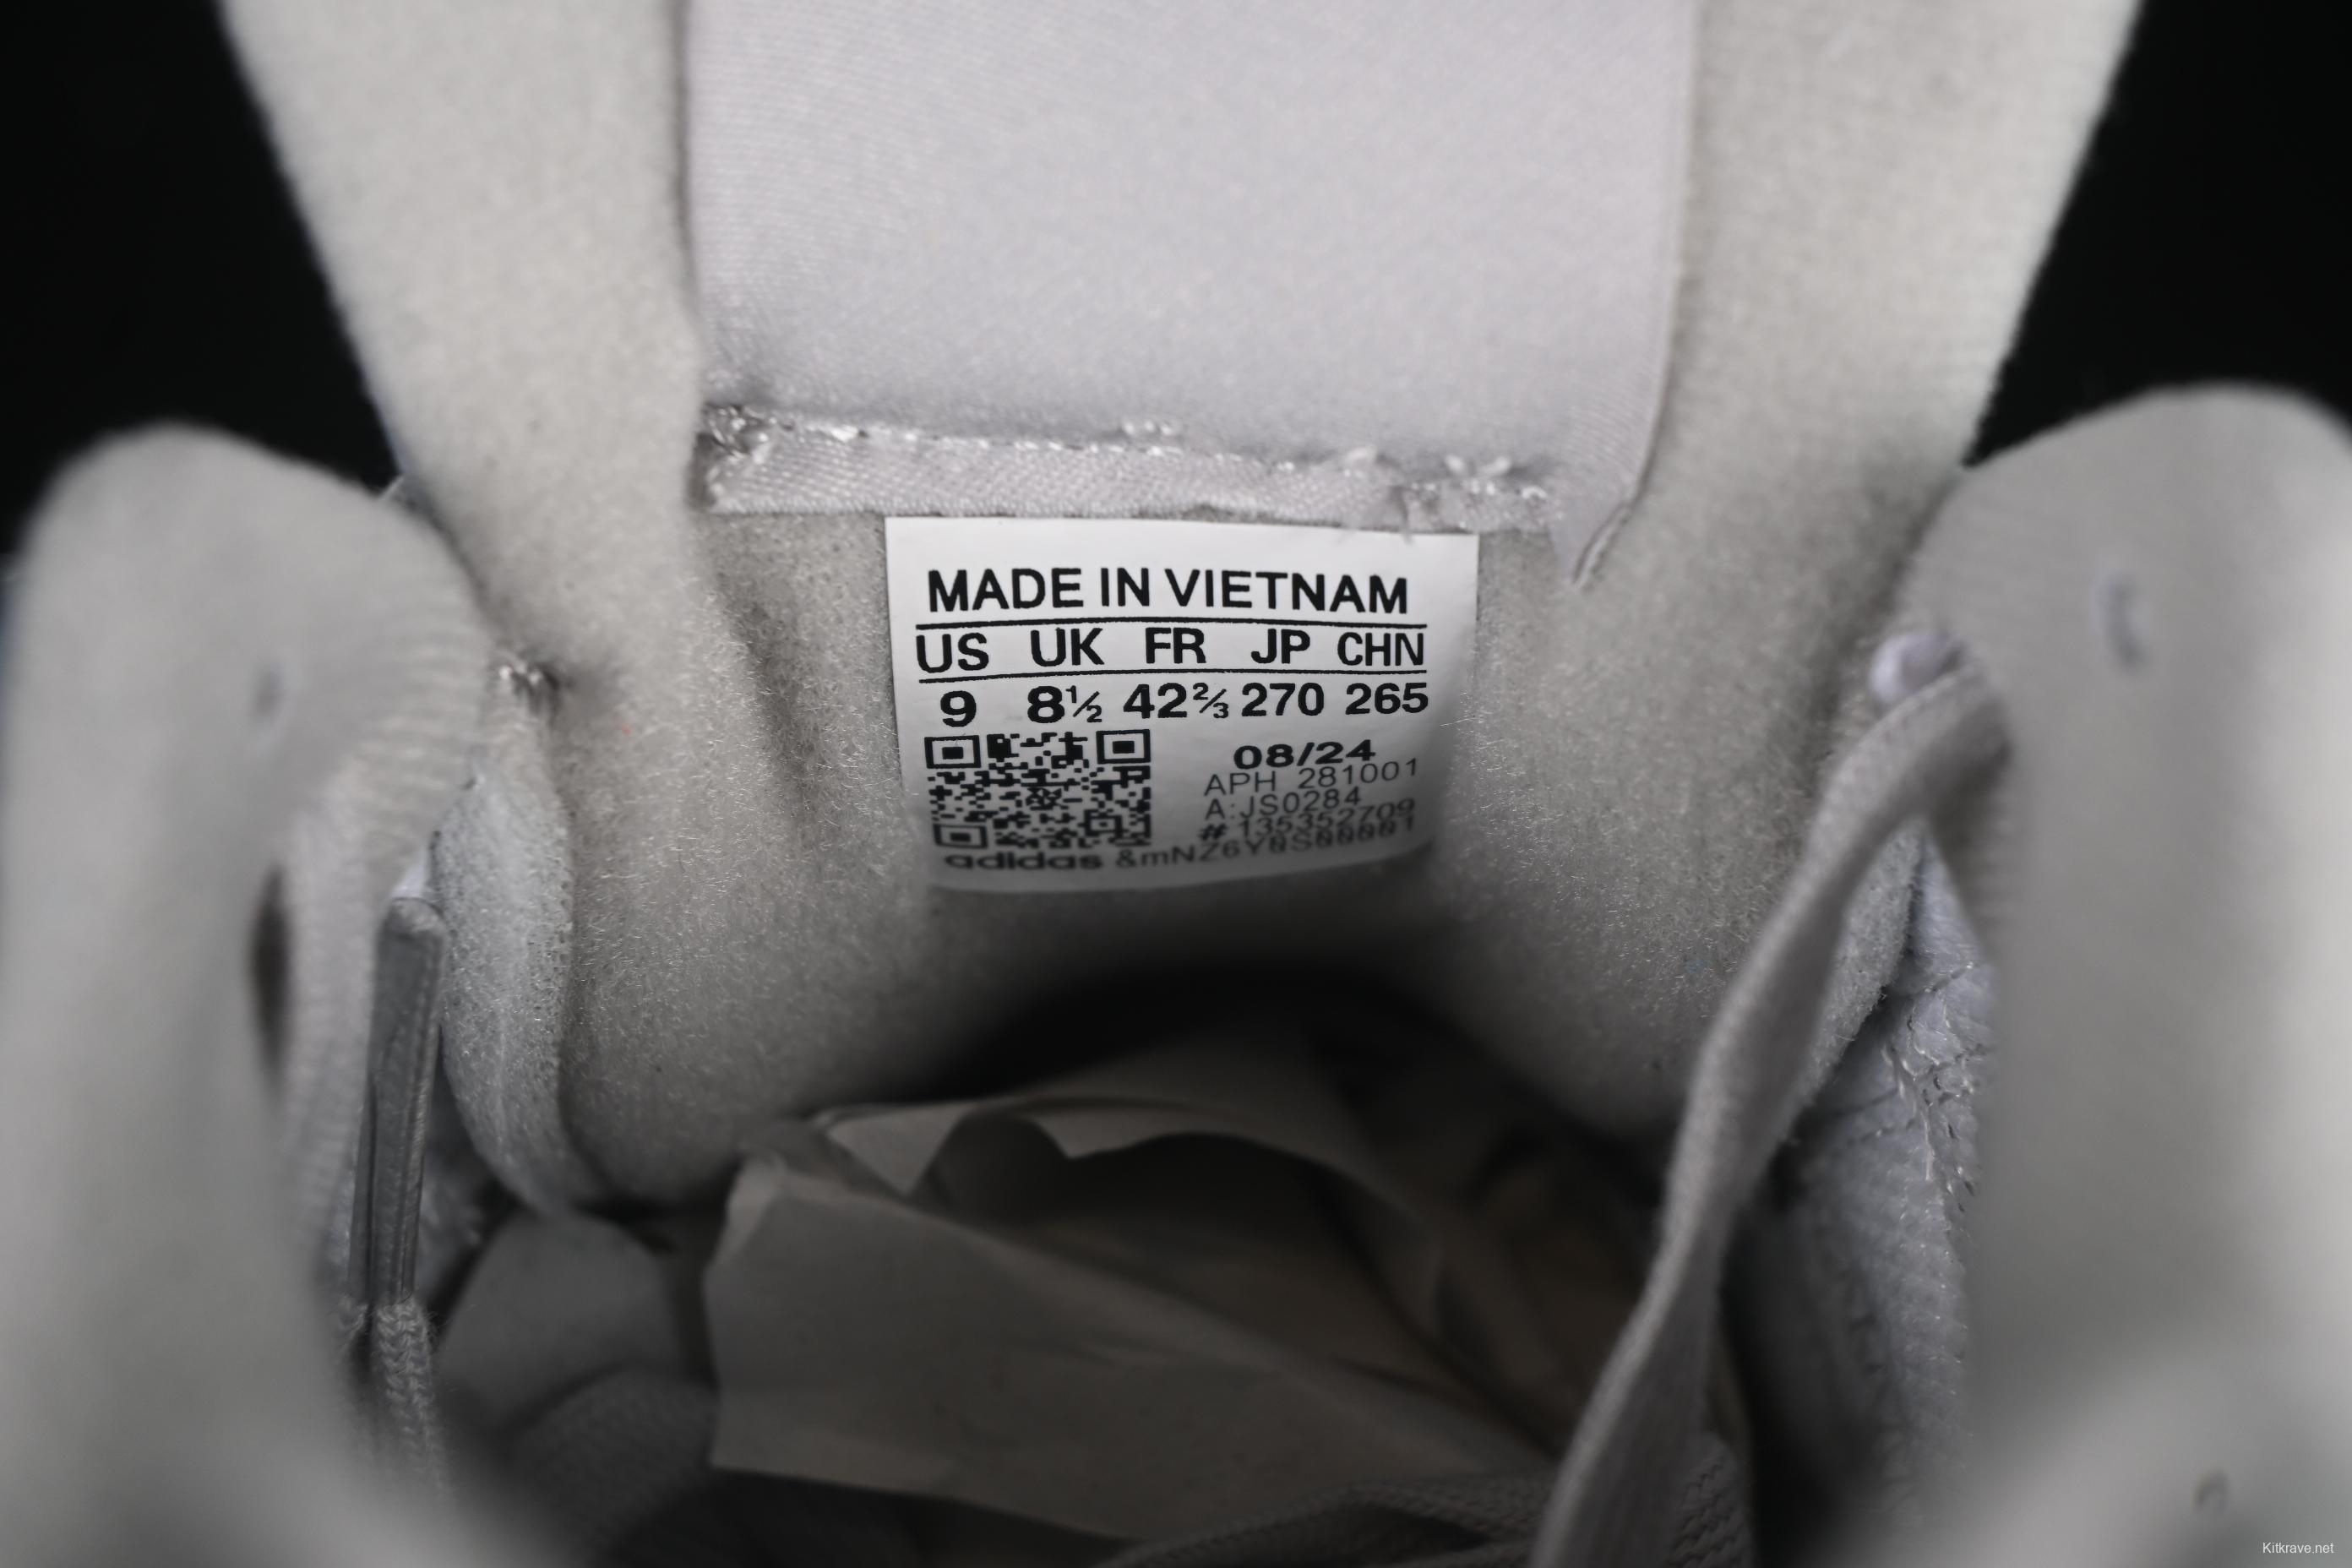 MADE IN VIETNAM
US UK FR JP CHN
9 8½ 42⅔ 270 265
08/24
APH 281001
A:JS0284
#135352709
adidas &mNZ6Y0S00001
Kitkrave.net